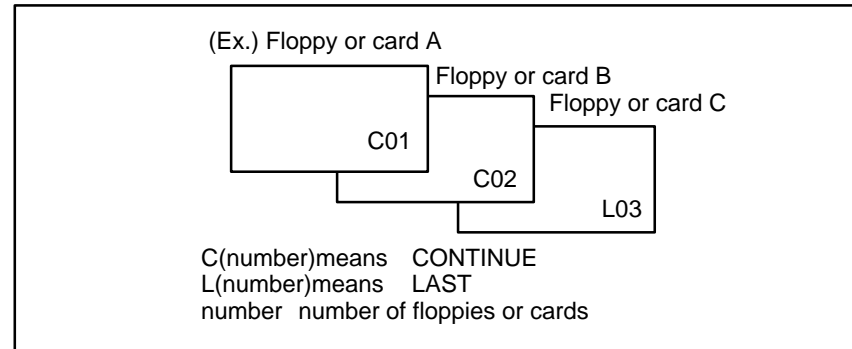 (Ex.) Floppy or card A
Floppy or card B
Floppy or card C
C01
C02
L03
C(number)means CONTINUE
L(number)means LAST
number number of floppies or cards